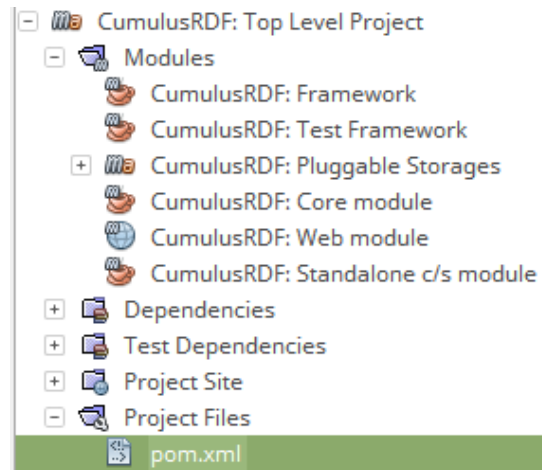 CumulusRDF: Top Level Project
Modules
CumulusRDF: Framework
CumulusRDF: Test Framework
CumulusRDF: Pluggable Storages
CumulusRDF: Core module
CumulusRDF: Web module
CumulusRDF: Standalone c/s module
Dependencies
Test Dependencies
Project Site
Project Files
pom.xml